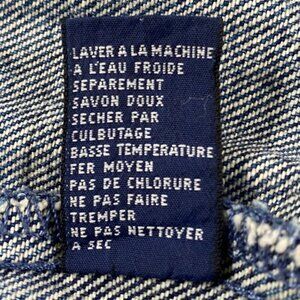 LAVER A LA MACHINE
A L'EAU FROIDE
SEPAREMENT
SAVON DOUX
SECHER PAR
CULBUTAGE
BASSE TEMPERATURE
FER MOYEN
PAS DE CHLORURE
NE PAS FAIRE
TREMPER
NE PAS NETTOYER
A SEC